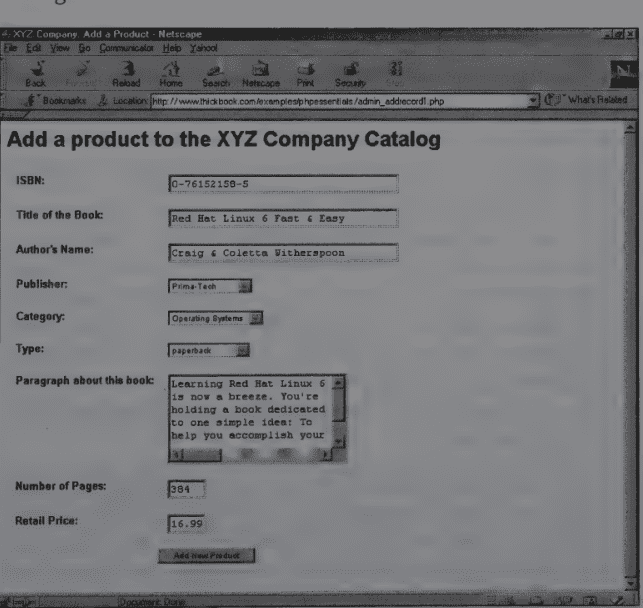 XYZ Company: Add a Product - Netscape
File Edit View Go Communicator Help Yahoo!
Back Reload Home Search Netscape Print Security Stop
Bookmarks Location: http://www.thickbook.com/examples/phpessentials/admin_addrecord1.php What's Related
Add a product to the XYZ Company Catalog
ISBN: 0-76152158-5
Title of the Book: Red Hat Linux 6 Fast & Easy
Author's Name: Craig & Coletta Witherspoon
Publisher: Prima-Tech
Category: Operating Systems
Type: paperback
Paragraph about this book: Learning Red Hat Linux 6
is now a breeze. You're
holding a book dedicated
to one simple idea: To
help you accomplish your
Number of Pages: 384
Retail Price: 16.99
Add New Product
Document: Done